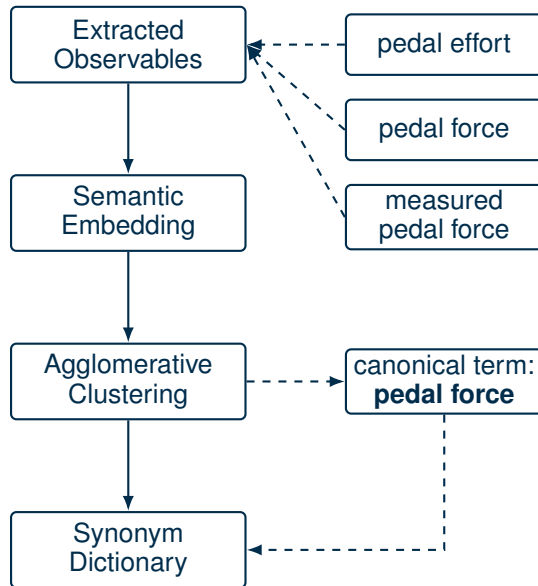 Extracted
Observables
pedal effort
pedal force
measured
pedal force
Semantic
Embedding
Agglomerative
Clustering
canonical term:
pedal force
Synonym
Dictionary